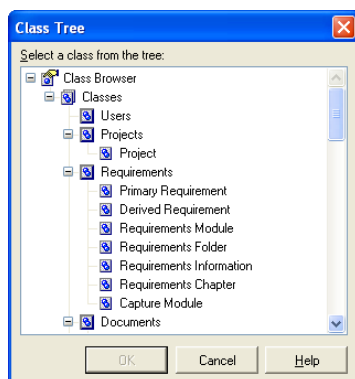 Class Tree
Select a class from the tree:
Class Browser
Classes
Users
Projects
Project
Requirements
Primary Requirement
Derived Requirement
Requirements Module
Requirements Folder
Requirements Information
Requirements Chapter
Capture Module
Documents
OK
Cancel
Help